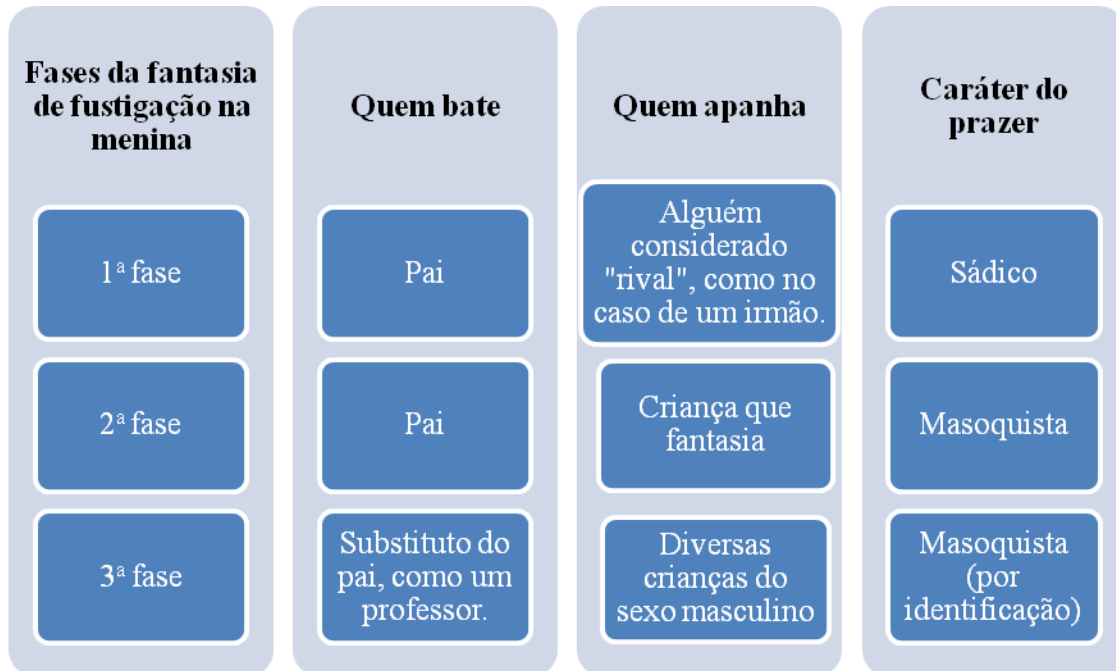 Fases da fantasia
de fustigação na
menina
Quem bate
Quem apanha
Caráter do
prazer
1ª fase
Pai
Alguém
considerado
"rival", como no
caso de um irmão.
Sádico
2ª fase
Pai
Criança que
fantasia
Masoquista
3ª fase
Substituto do
pai, como um
professor.
Diversas
crianças do
sexo masculino
Masoquista
(por
identificação)